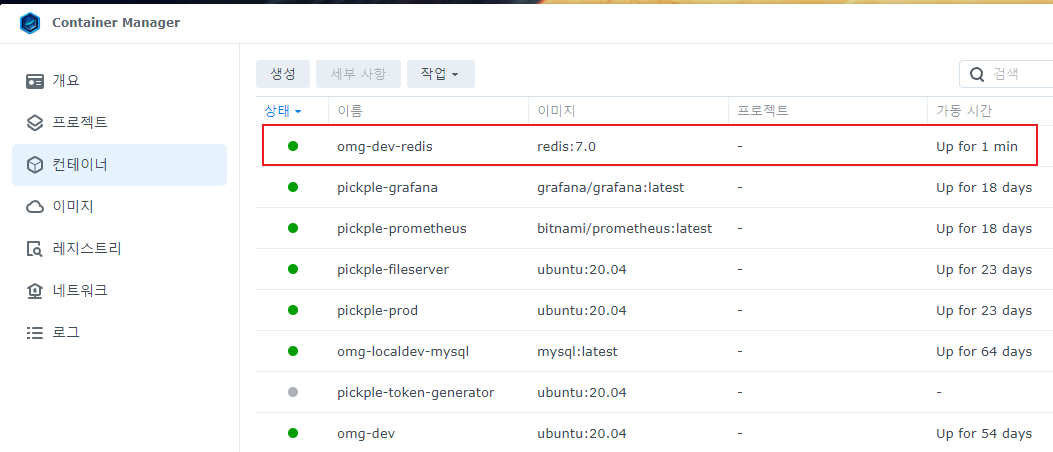 Container Manager
개요
프로젝트
컨테이너
이미지
레지스트리
네트워크
로그
생성 세부 사항 작업 검색
상태 이름 이미지 프로젝트 가동 시간
omg-dev-redis redis:7.0 - Up for 1 min
pickple-grafana grafana/grafana:latest - Up for 18 days
pickple-prometheus bitnami/prometheus:latest - Up for 18 days
pickple-fileserver ubuntu:20.04 - Up for 23 days
pickple-prod ubuntu:20.04 - Up for 23 days
omg-localdev-mysql mysql:latest - Up for 64 days
pickple-token-generator ubuntu:20.04 - -
omg-dev ubuntu:20.04 - Up for 54 days